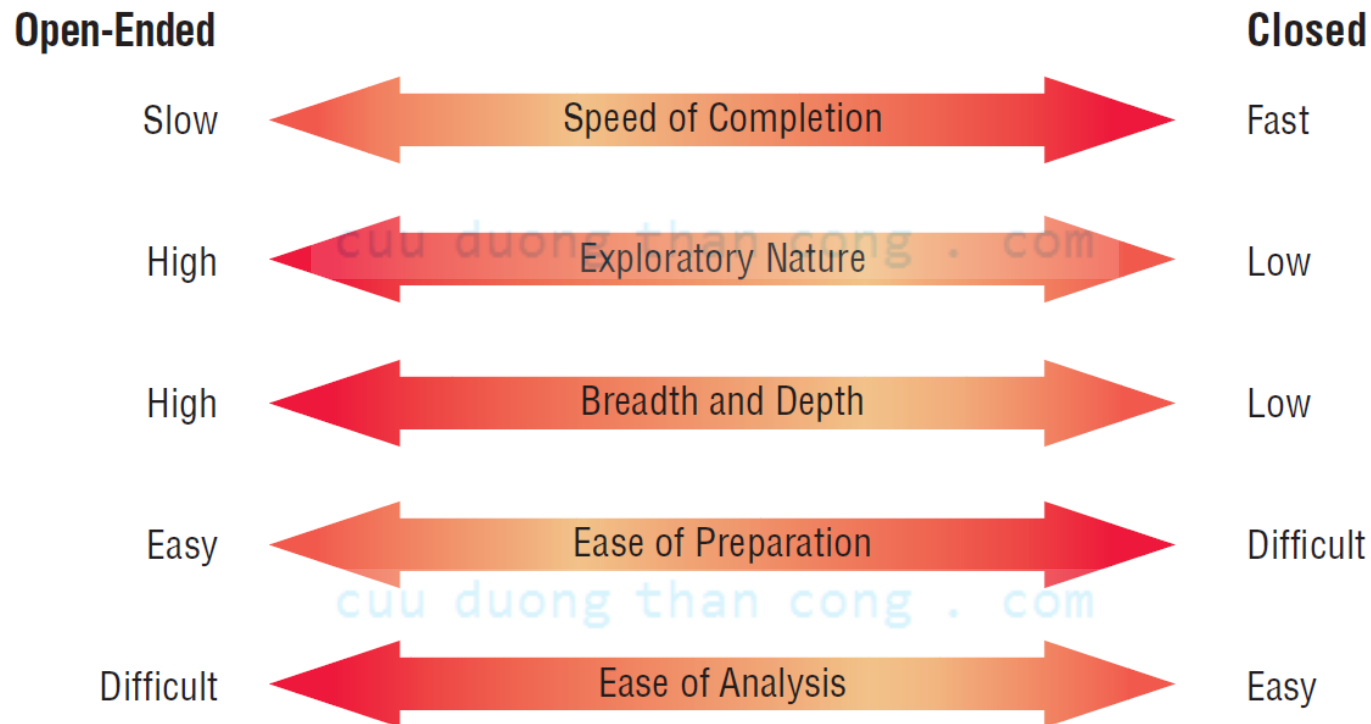 Open-Ended Closed
Slow Speed of Completion Fast
cuu duong than cong . com
High Exploratory Nature Low
High Breadth and Depth Low
Easy Ease of Preparation Difficult
cuu duong than cong . com
Difficult Ease of Analysis Easy